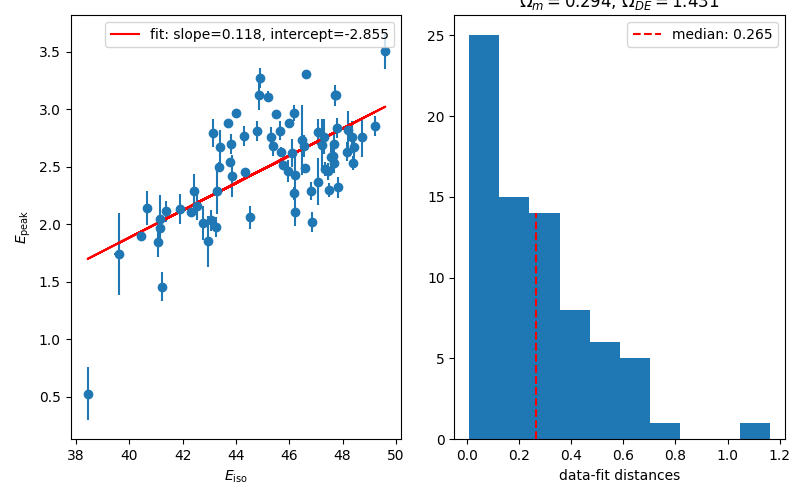 Ω_m = 0.294, Ω_DE = 1.431
fit: slope=0.118, intercept=-2.855
median: 0.265
3.5
3.0
2.5
2.0
1.5
1.0
0.5
E_peak
38 40 42 44 46 48 50
E_iso
25
20
15
10
5
0
0.0 0.2 0.4 0.6 0.8 1.0 1.2
data-fit distances